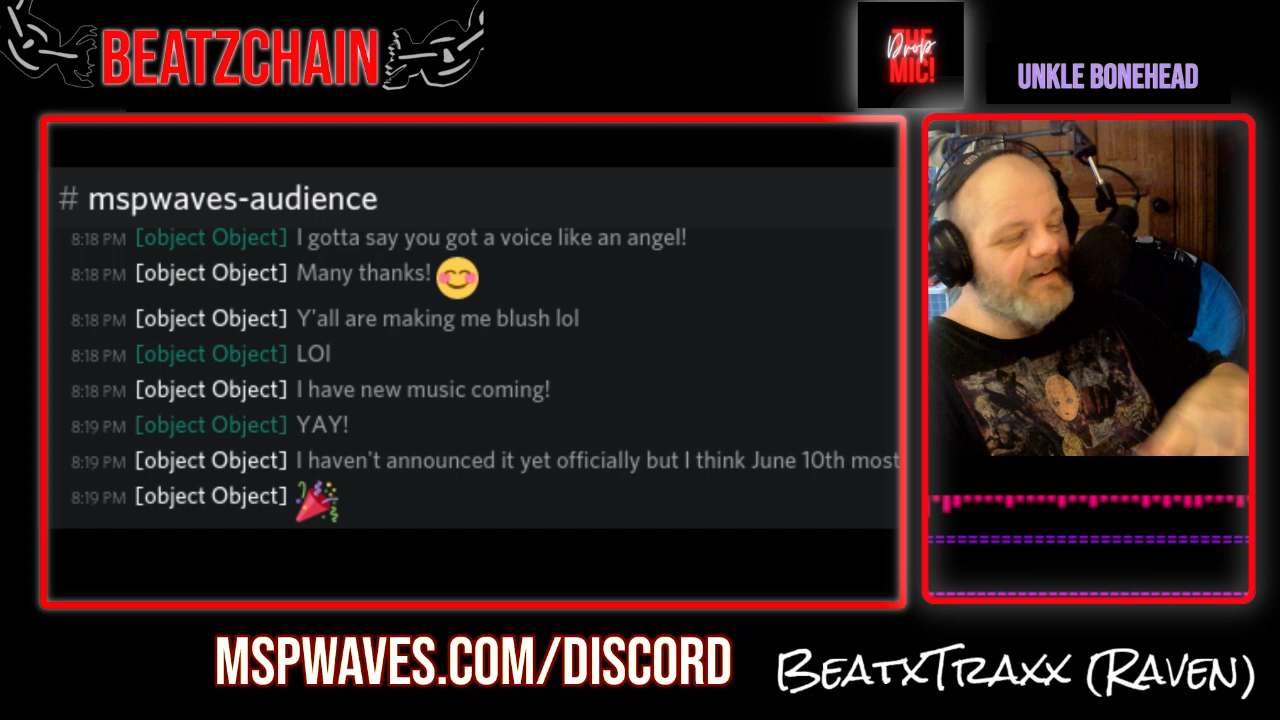 BEATZCHAIN
THE
Drop
MIC!
UNKLE BONEHEAD
# mspwaves-audience
8:18 PM [object Object] I gotta say you got a voice like an angel!
8:18 PM [object Object] Many thanks! 😊
8:18 PM [object Object] Y'all are making me blush lol
8:18 PM [object Object] LOl
8:18 PM [object Object] I have new music coming!
8:19 PM [object Object] YAY!
8:19 PM [object Object] I haven't announced it yet officially but I think June 10th most
8:19 PM [object Object] 🎉
MSPWAVES.COM/DISCORD
BEATXTRAXX (RAVEN)